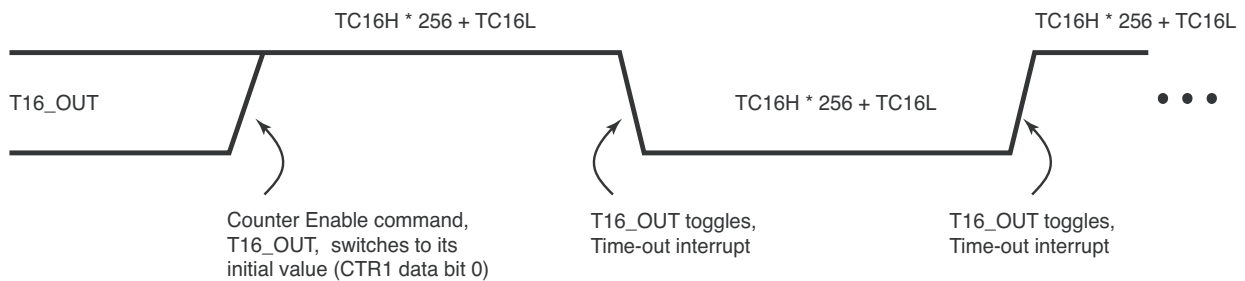 TC16H * 256 + TC16L
TC16H * 256 + TC16L
T16_OUT
TC16H * 256 + TC16L
Counter Enable command,
T16_OUT, switches to its
initial value (CTR1 data bit 0)
T16_OUT toggles,
Time-out interrupt
T16_OUT toggles,
Time-out interrupt